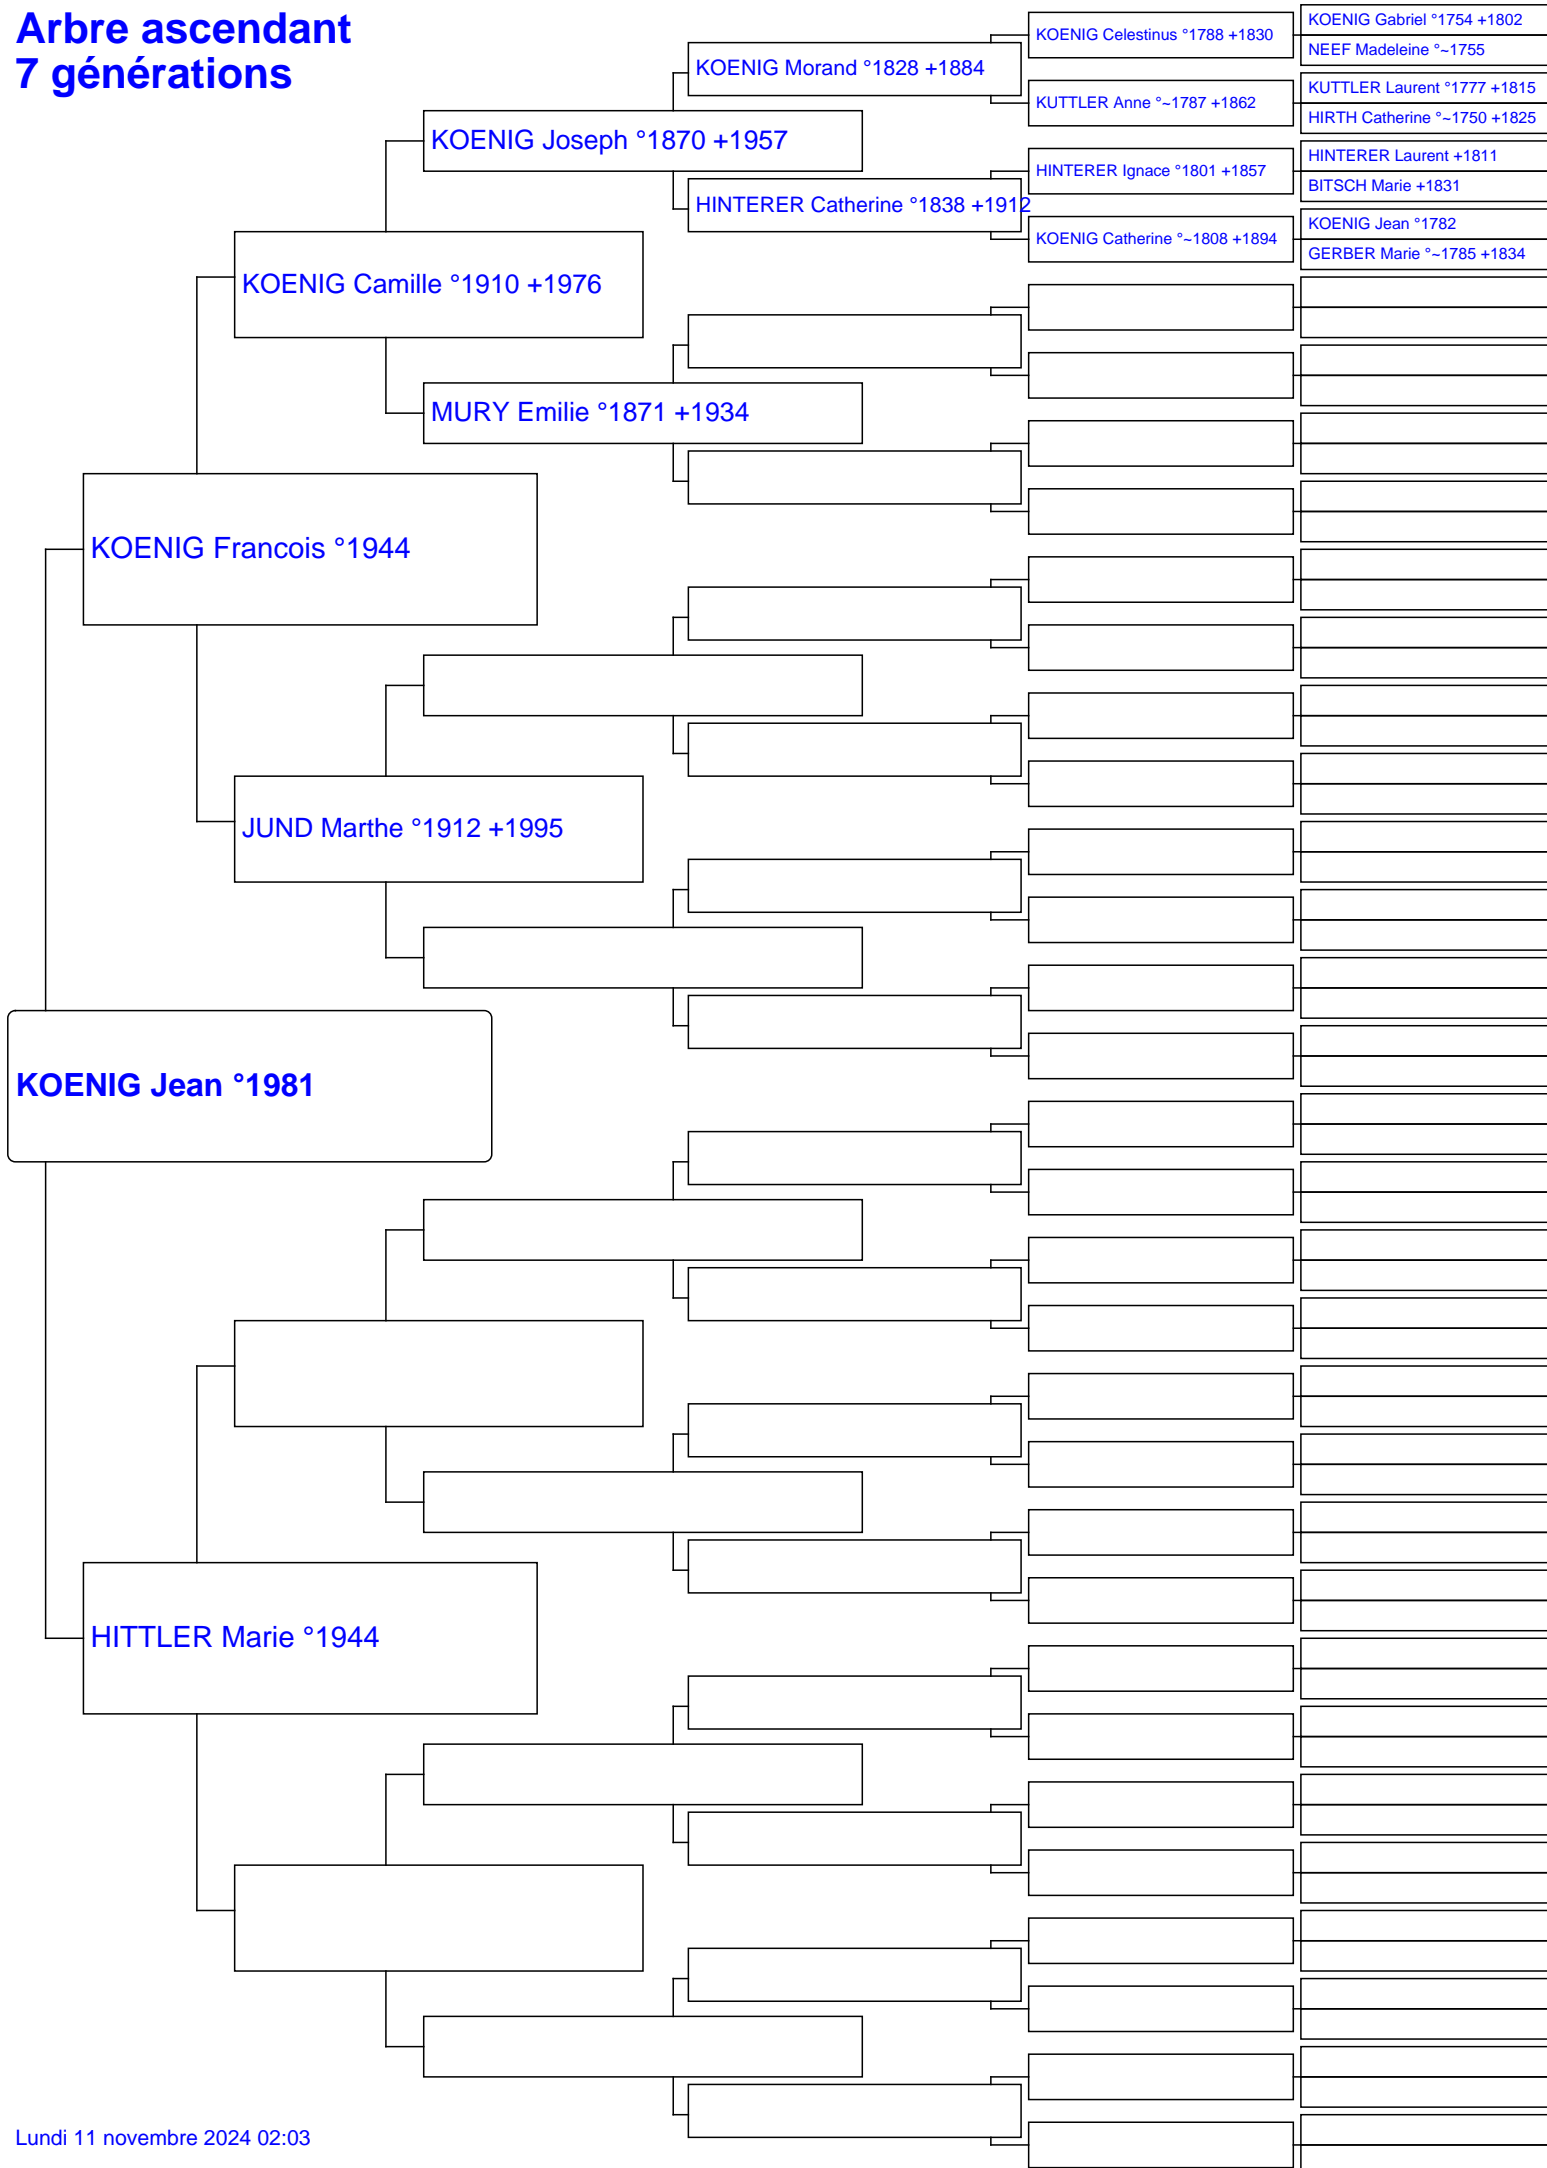 Arbre ascendant
7 générations
KOENIG Jean °1981
KOENIG Francois °1944
HITTLER Marie °1944
KOENIG Camille °1910 +1976
JUND Marthe °1912 +1995
KOENIG Joseph °1870 +1957
MURY Emilie °1871 +1934
KOENIG Morand °1828 +1884
HINTERER Catherine °1838 +1912
KOENIG Celestinus °1788 +1830
KUTTLER Anne °~1787 +1862
HINTERER Ignace °1801 +1857
KOENIG Catherine °~1808 +1894
KOENIG Gabriel °1754 +1802
NEEF Madeleine °~1755
KUTTLER Laurent °1777 +1815
HIRTH Catherine °~1750 +1825
HINTERER Laurent +1811
BITSCH Marie +1831
KOENIG Jean °1782
GERBER Marie °~1785 +1834
Lundi 11 novembre 2024 02:03